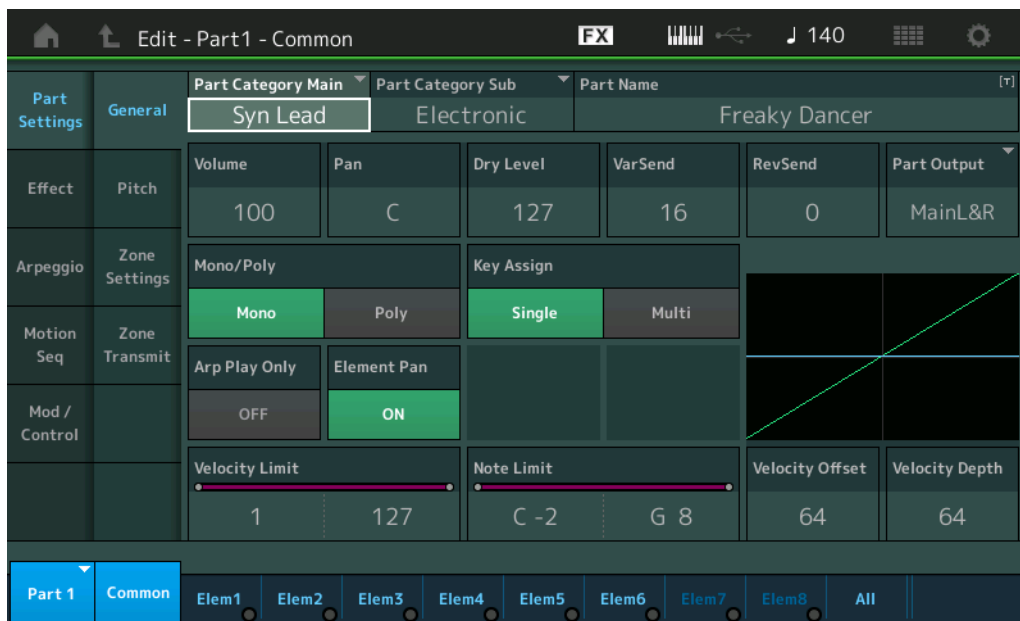 Edit - Part1 - Common
FX
♩ 140
Part Settings
General
Part Category Main
Syn Lead
Part Category Sub
Electronic
Part Name
[T]
Freaky Dancer
Effect
Pitch
Volume
100
Pan
C
Dry Level
127
VarSend
16
RevSend
0
Part Output
MainL&R
Arpeggio
Zone Settings
Mono/Poly
Mono
Poly
Key Assign
Single
Multi
Motion Seq
Zone Transmit
Arp Play Only
OFF
Element Pan
ON
Mod / Control
Velocity Limit
1
127
Note Limit
C -2
G 8
Velocity Offset
64
Velocity Depth
64
Part 1
Common
Elem1
Elem2
Elem3
Elem4
Elem5
Elem6
Elem7
Elem8
All